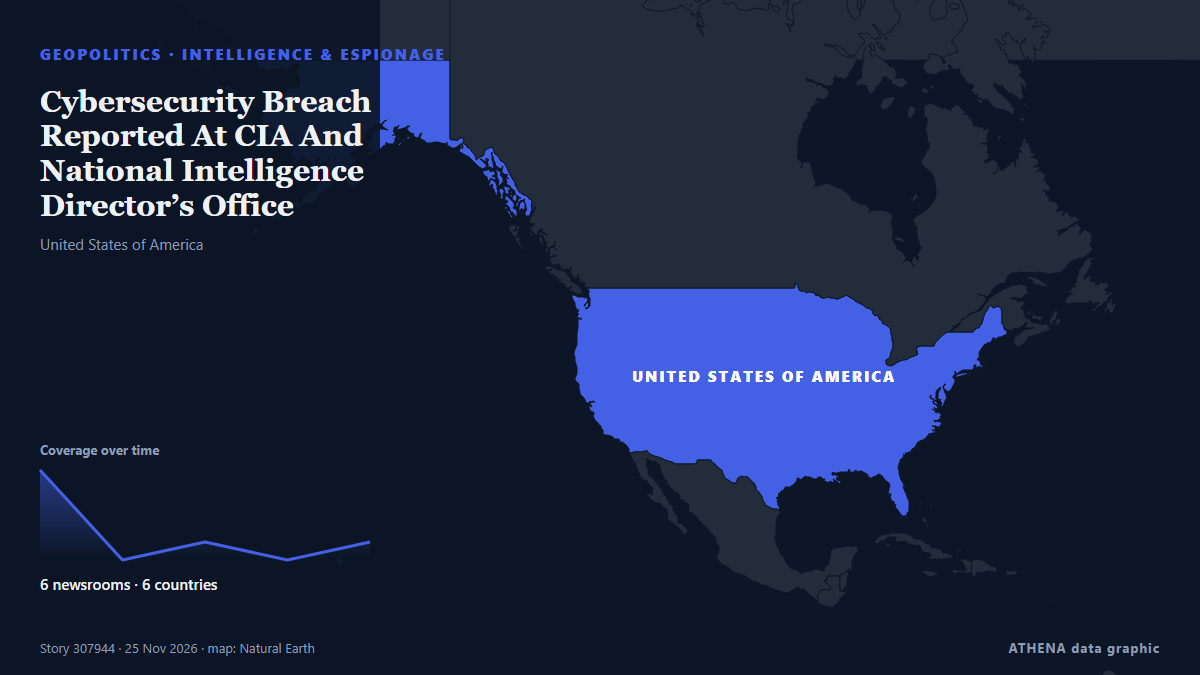 GEOPOLITICS · INTELLIGENCE & ESPIONAGE
Cybersecurity Breach
Reported At CIA And
National Intelligence
Director’s Office
United States of America
UNITED STATES OF AMERICA
Coverage over time
6 newsrooms · 6 countries
Story 307944 · 25 Nov 2026 · map: Natural Earth
ATHENA data graphic